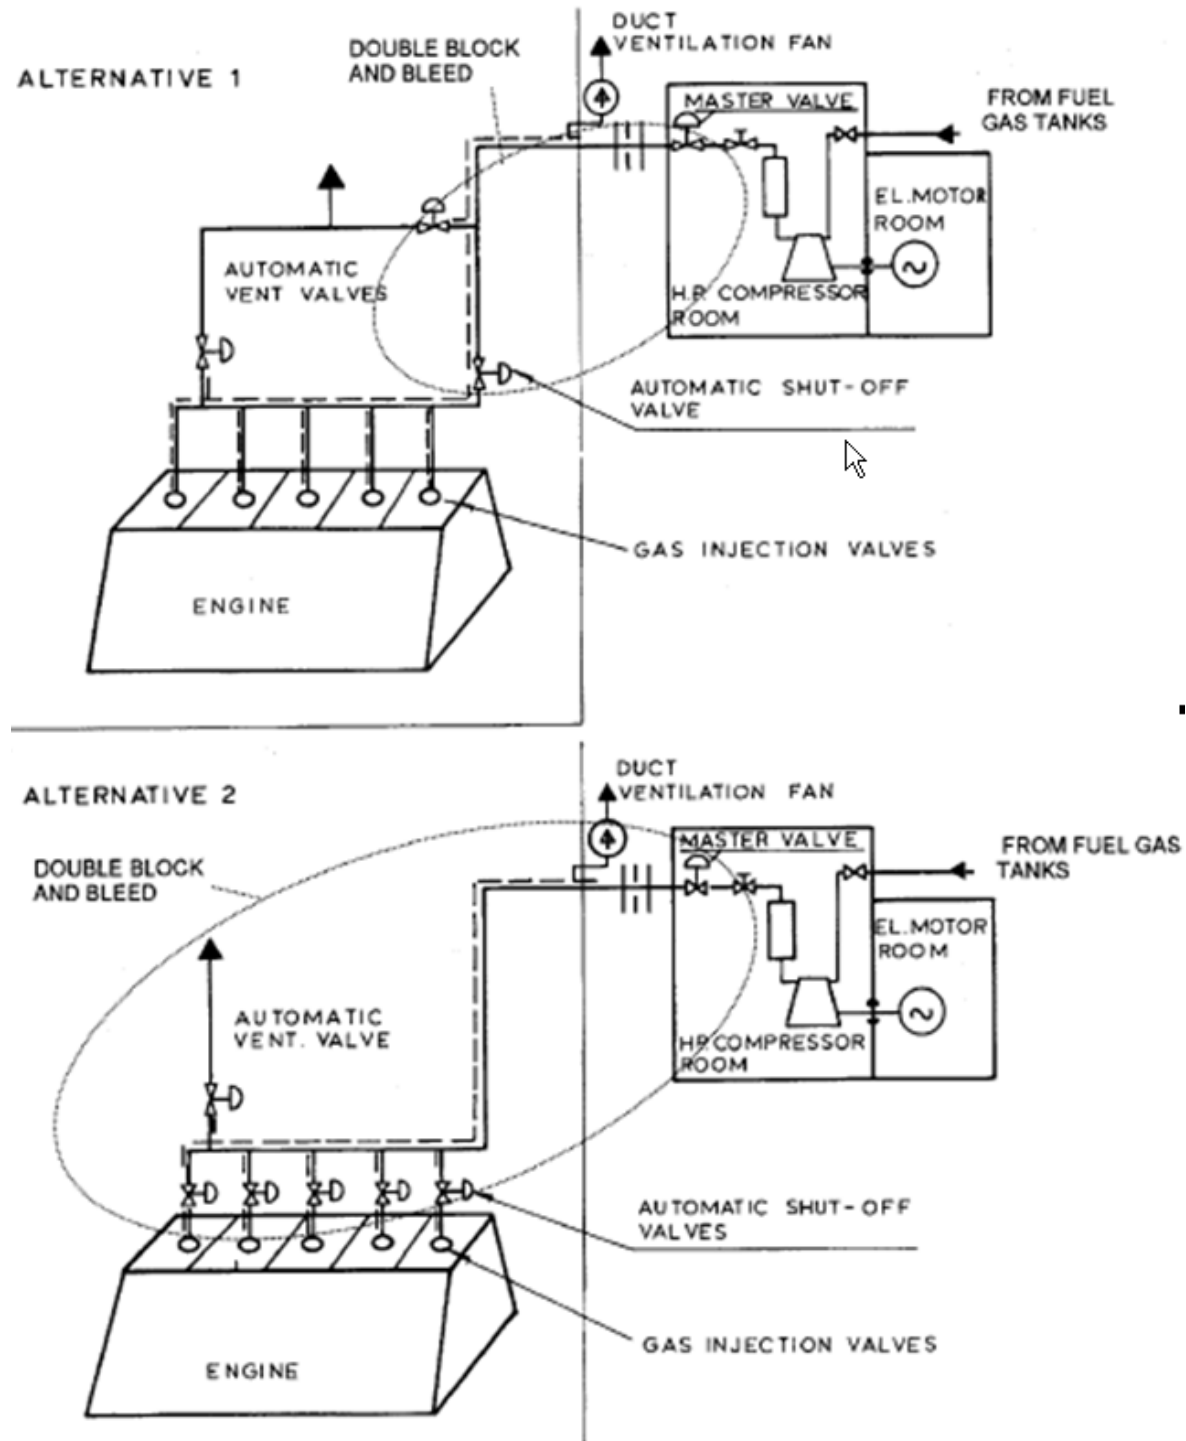 DUCT
VENTILATION FAN
DOUBLE BLOCK
AND BLEED
ALTERNATIVE 1
MASTER VALVE
FROM FUEL
GAS TANKS
EL.MOTOR
ROOM
AUTOMATIC
VENT VALVES
H.P. COMPRESSOR
ROOM
AUTOMATIC SHUT-OFF
VALVE
GAS INJECTION VALVES
ENGINE
DUCT
VENTILATION FAN
ALTERNATIVE 2
MASTER VALVE
FROM FUEL GAS
TANKS
DOUBLE BLOCK
AND BLEED
EL.MOTOR
ROOM
AUTOMATIC
VENT. VALVE
HP. COMPRESSOR
ROOM
AUTOMATIC SHUT-OFF
VALVES
GAS INJECTION VALVES
ENGINE